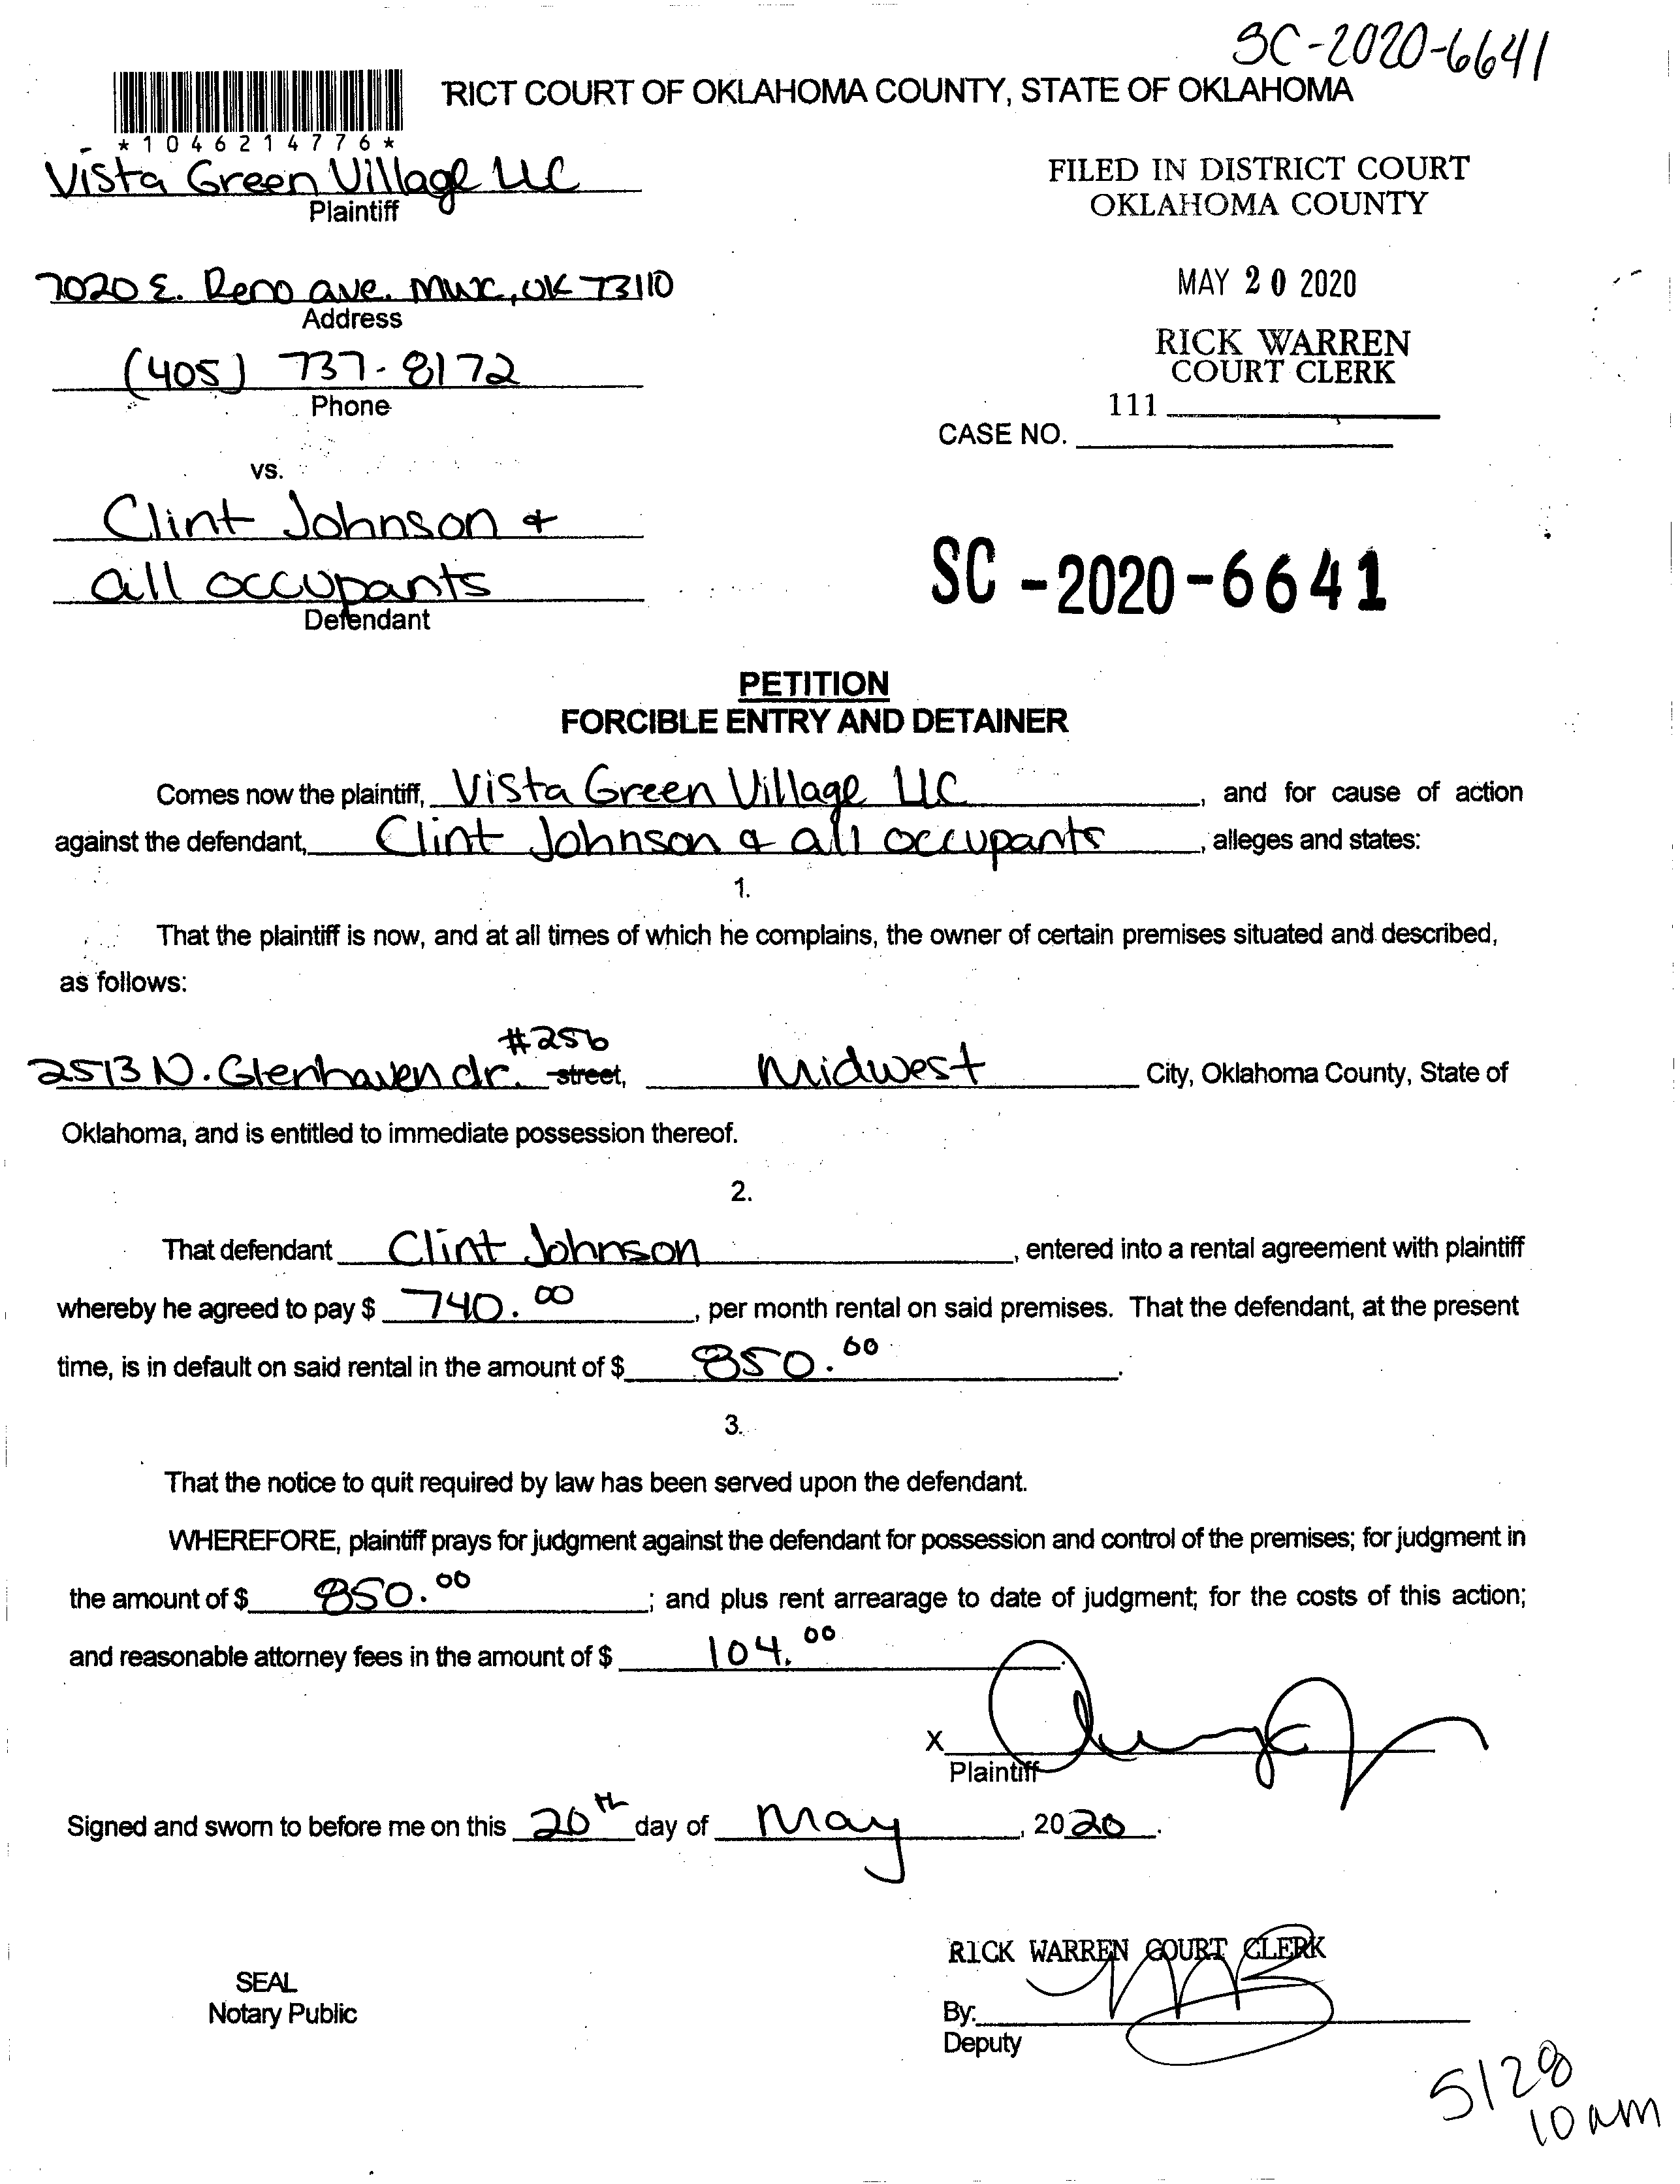 SC-2020-6641
RICT COURT OF OKLAHOMA COUNTY, STATE OF OKLAHOMA
*1046214776*
Vista Green Village LLC
Plaintiff
FILED IN DISTRICT COURT
OKLAHOMA COUNTY
7020 E. Reno ave. MWC, OK 73110
Address
MAY 20 2020
(405) 737-8172
Phone
RICK WARREN
COURT CLERK
111
CASE NO.
vs.
Clint Johnson &
all occupants
Defendant
SC-2020-6641
PETITION
FORCIBLE ENTRY AND DETAINER
Comes now the plaintiff, Vista Green Village LLC, and for cause of action
against the defendant, Clint Johnson & all occupants, alleges and states:
1.
That the plaintiff is now, and at all times of which he complains, the owner of certain premises situated and described,
as follows:
#256
2513 N. Glenhaven dr. street, Midwest City, Oklahoma County, State of
Oklahoma, and is entitled to immediate possession thereof.
2.
That defendant Clint Johnson, entered into a rental agreement with plaintiff
whereby he agreed to pay $ 740.00, per month rental on said premises. That the defendant, at the present
time, is in default on said rental in the amount of $ 850.00.
3.
That the notice to quit required by law has been served upon the defendant.
WHEREFORE, plaintiff prays for judgment against the defendant for possession and control of the premises; for judgment in
the amount of $ 850.00; and plus rent arrearage to date of judgment; for the costs of this action;
and reasonable attorney fees in the amount of $ 104.00.
X
Plaintiff
Signed and sworn to before me on this 20th day of May, 2020.
RICK WARREN COURT CLERK
SEAL
Notary Public
By:
Deputy
5/28
10 am